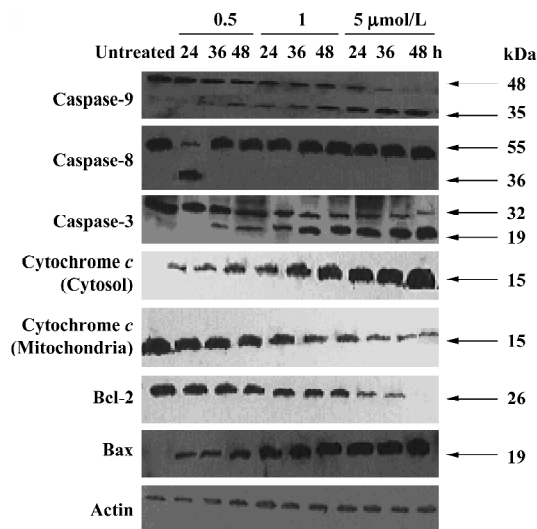 0.5 1 5 μmol/L
Untreated 24 36 48 24 36 48 24 36 48 h kDa
Caspase-9 48
35
Caspase-8 55
36
Caspase-3 32
19
Cytochrome c
(Cytosol) 15
Cytochrome c
(Mitochondria) 15
Bcl-2 26
Bax 19
Actin